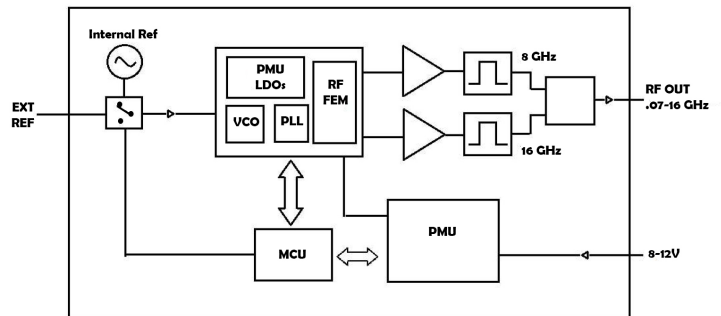 Internal Ref
EXT
REF
PMU
LDOs
RF
FEM
VCO
PLL
8 GHz
16 GHz
RF OUT
.07-16 GHz
MCU
PMU
8-12V